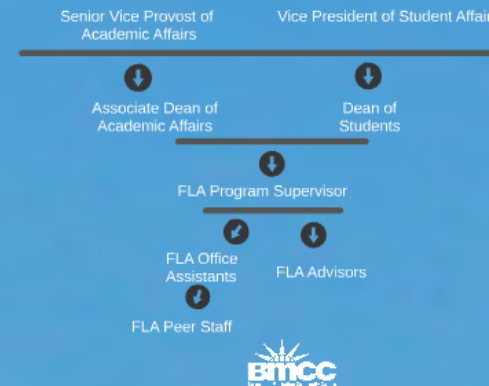 Senior Vice Provost of
Academic Affairs
Vice President of Student Affair
Associate Dean of
Academic Affairs
Dean of
Students
FLA Program Supervisor
FLA Office
Assistants
FLA Advisors
FLA Peer Staff
BMCC